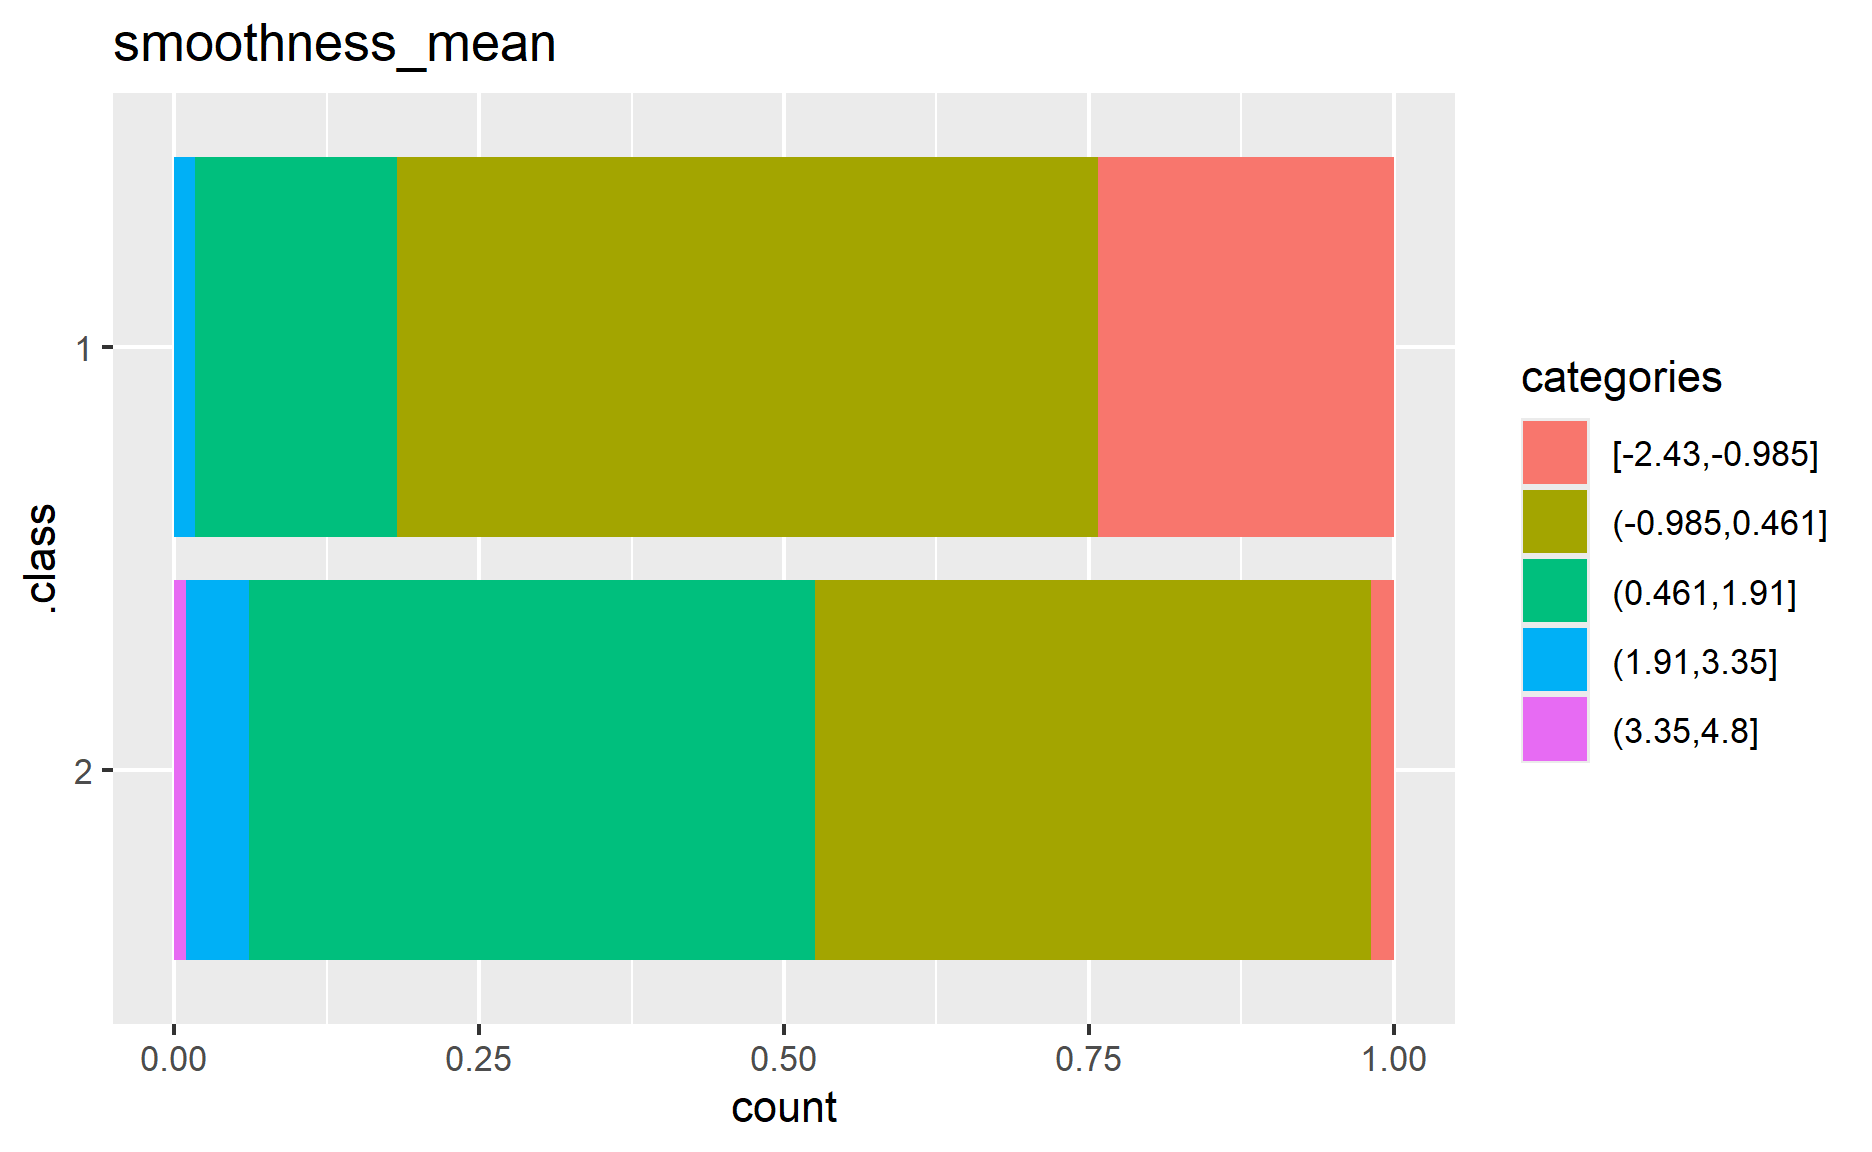 smoothness_mean
.class
1
2
0.00 0.25 0.50 0.75 1.00
count
categories
[-2.43,-0.985]
(-0.985,0.461]
(0.461,1.91]
(1.91,3.35]
(3.35,4.8]